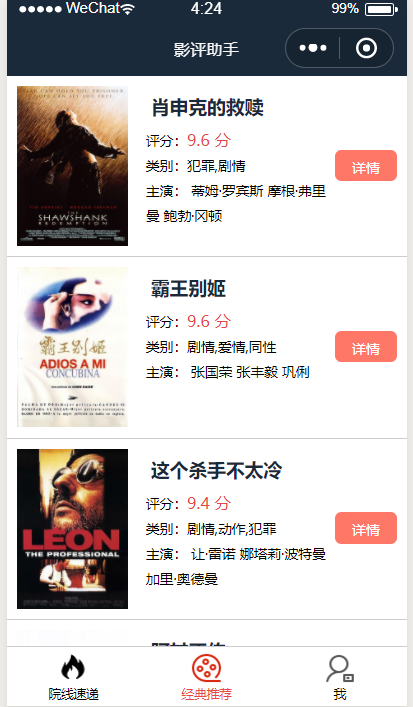 WeChat 4:24 99%
影评助手
肖申克的救赎
评分：9.6 分
类别：犯罪,剧情
主演： 蒂姆·罗宾斯 摩根·弗里
曼 鲍勃·冈顿
详情
THE
SHAWSHANK
REDEMPTION
霸王别姬
评分：9.6 分
类别：剧情,爱情,同性
主演： 张国荣 张丰毅 巩俐
详情
霸王别姬
ADIOS A MI
CONCUBINA
这个杀手不太冷
评分：9.4 分
类别：剧情,动作,犯罪
主演： 让·雷诺 娜塔莉·波特曼
加里·奥德曼
详情
LEON
THE PROFESSIONAL
院线速递
经典推荐
我